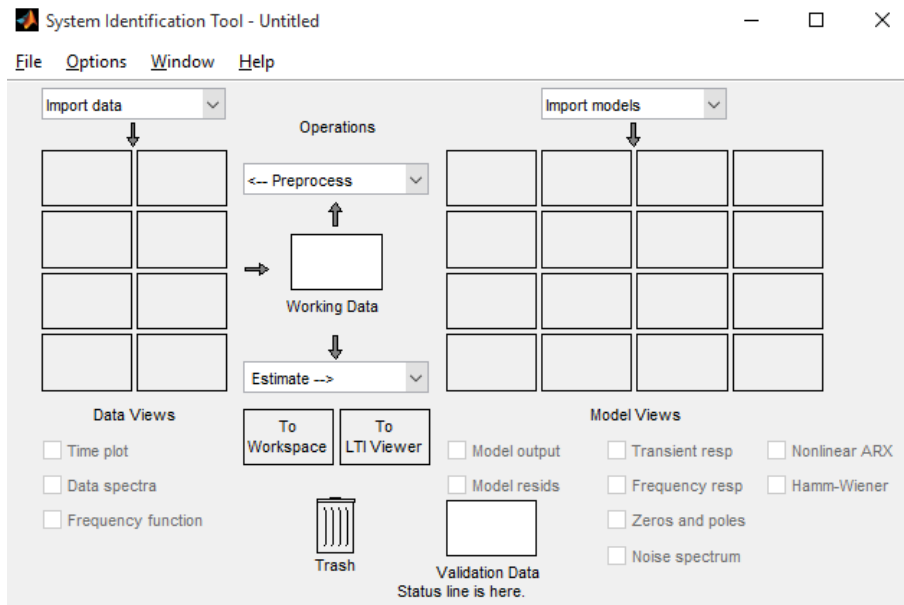 System Identification Tool - Untitled
File Options Window Help
Import data
Import models
Operations
<-- Preprocess
Working Data
Estimate -->
Data Views
Model Views
To
Workspace
To
LTI Viewer
Time plot
Data spectra
Frequency function
Model output
Transient resp
Nonlinear ARX
Model resids
Frequency resp
Hamm-Wiener
Zeros and poles
Noise spectrum
Trash
Validation Data
Status line is here.